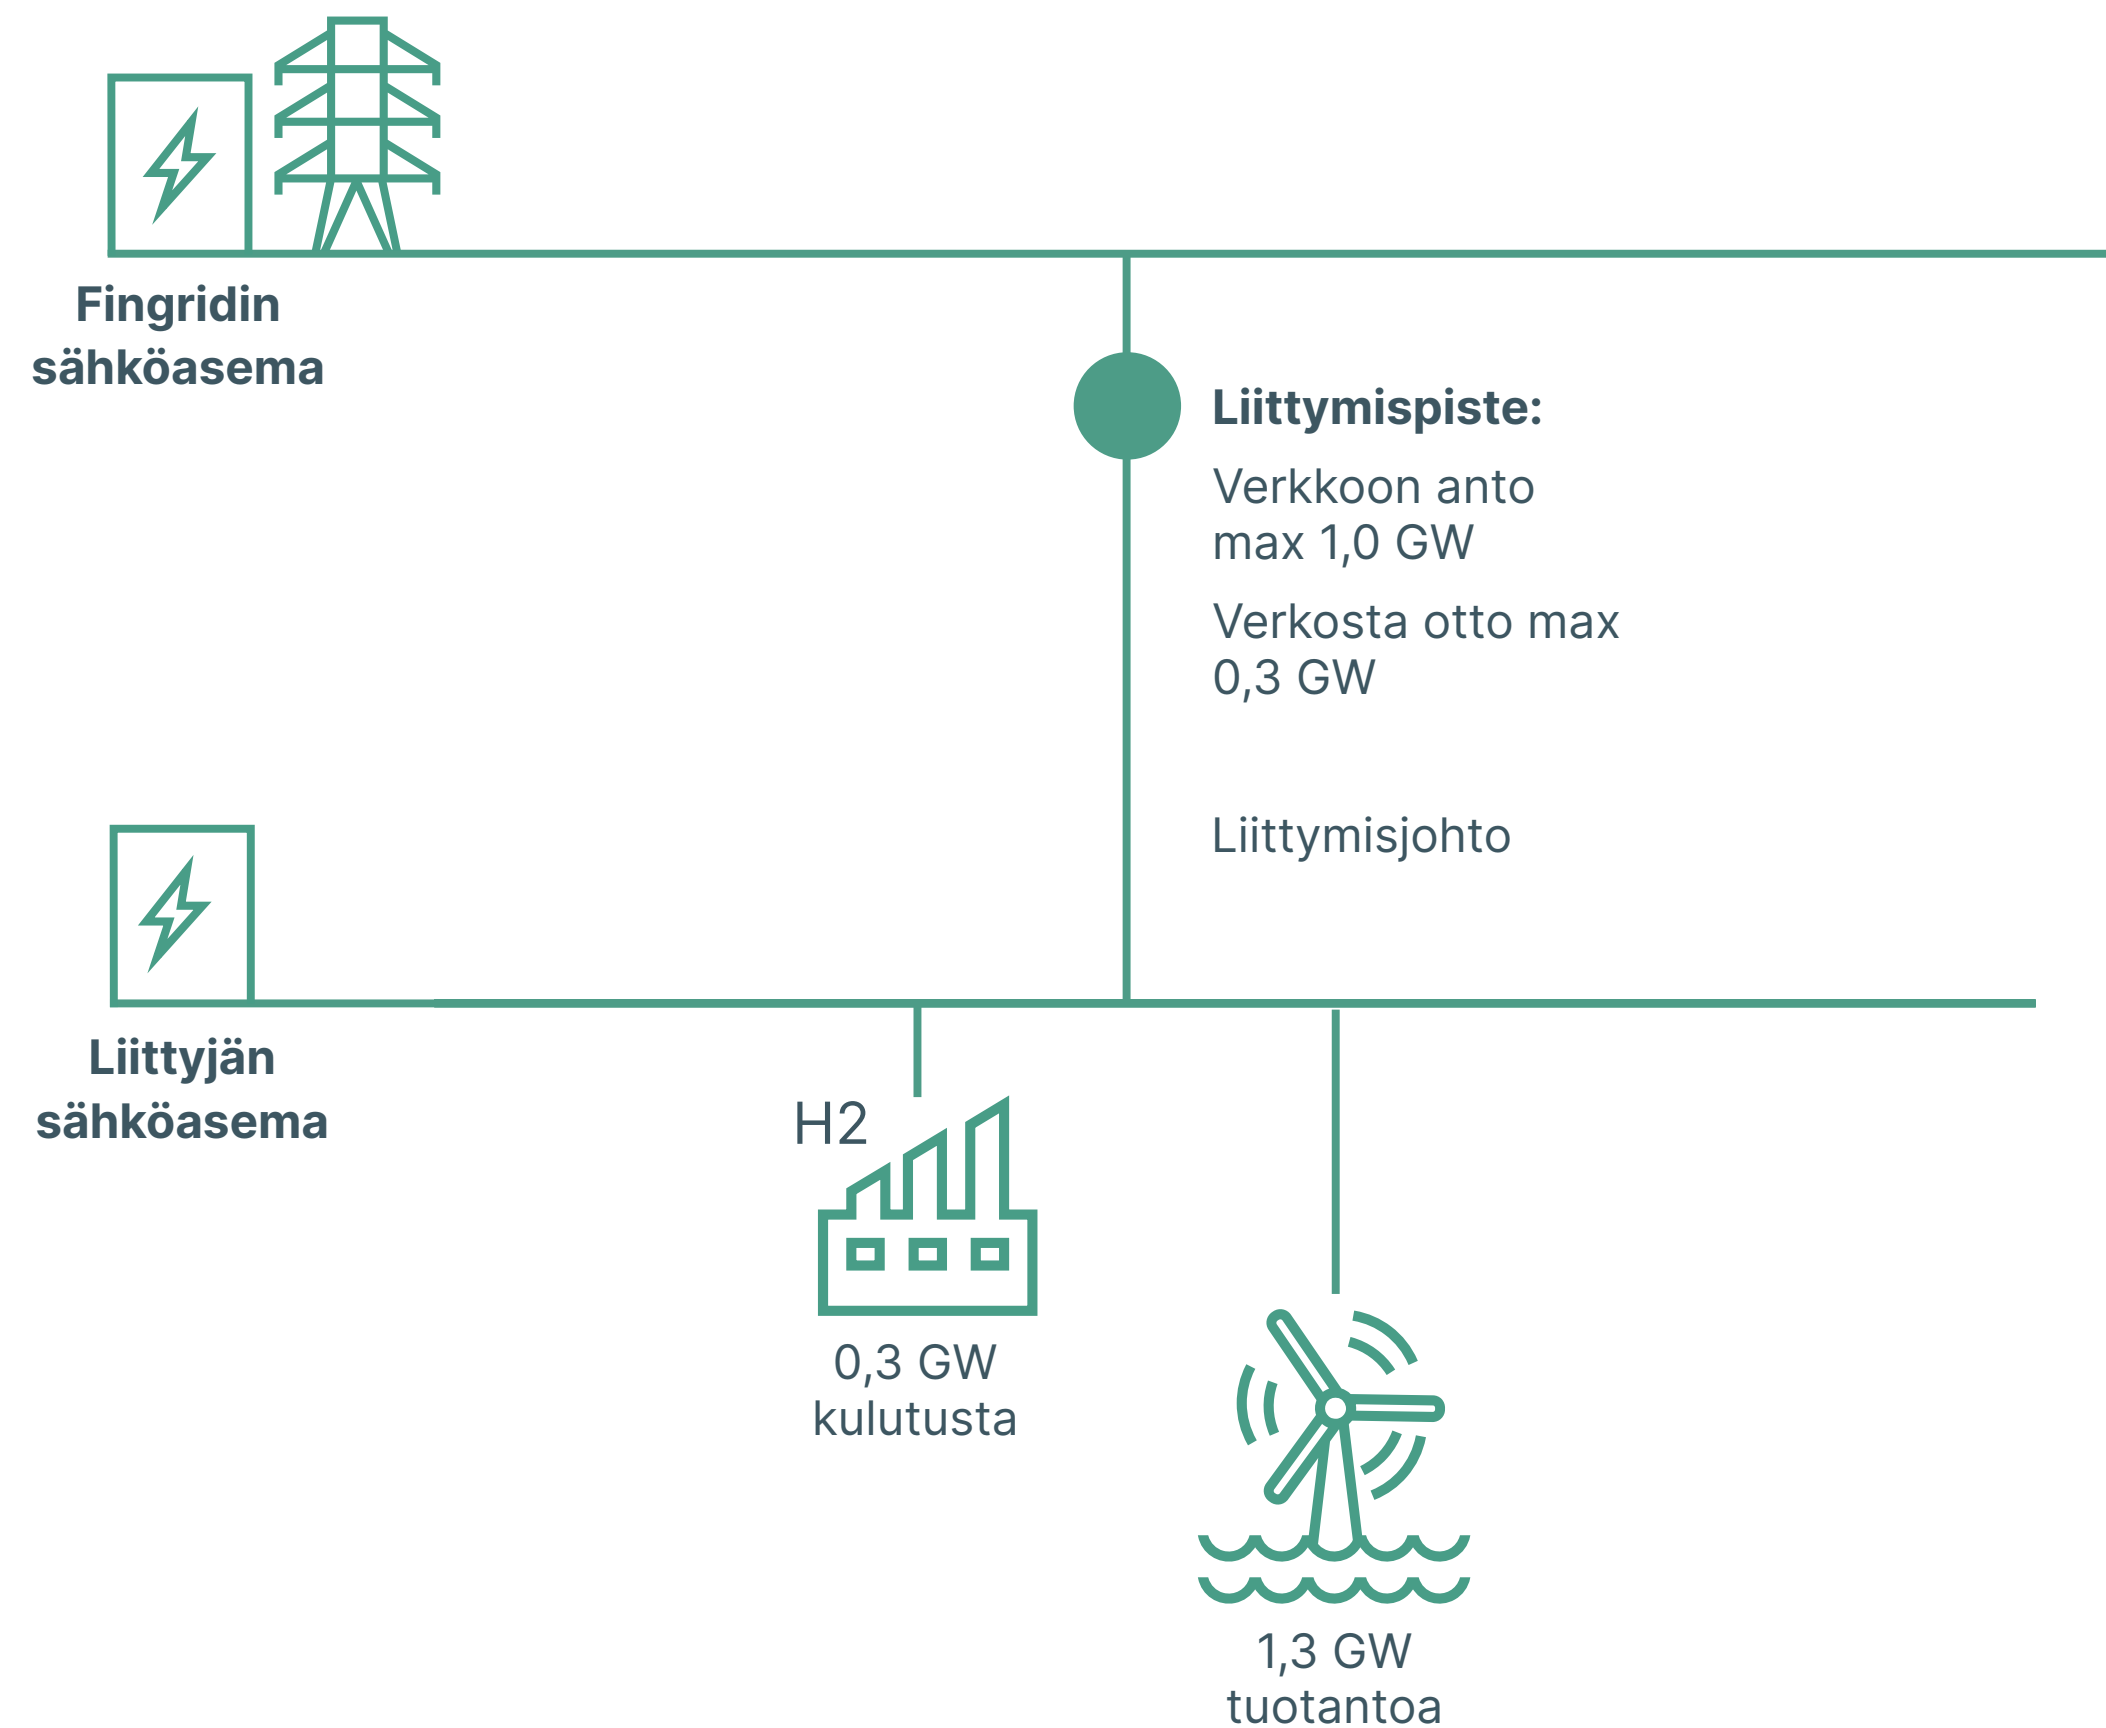 Fingridin
sähköasema
Liittymispiste:
Verkkoon anto
max 1,0 GW
Verkosta otto max
0,3 GW
Liittymisjohto
Liittyjän
sähköasema
H2
0,3 GW
kulutusta
1,3 GW
tuotantoa